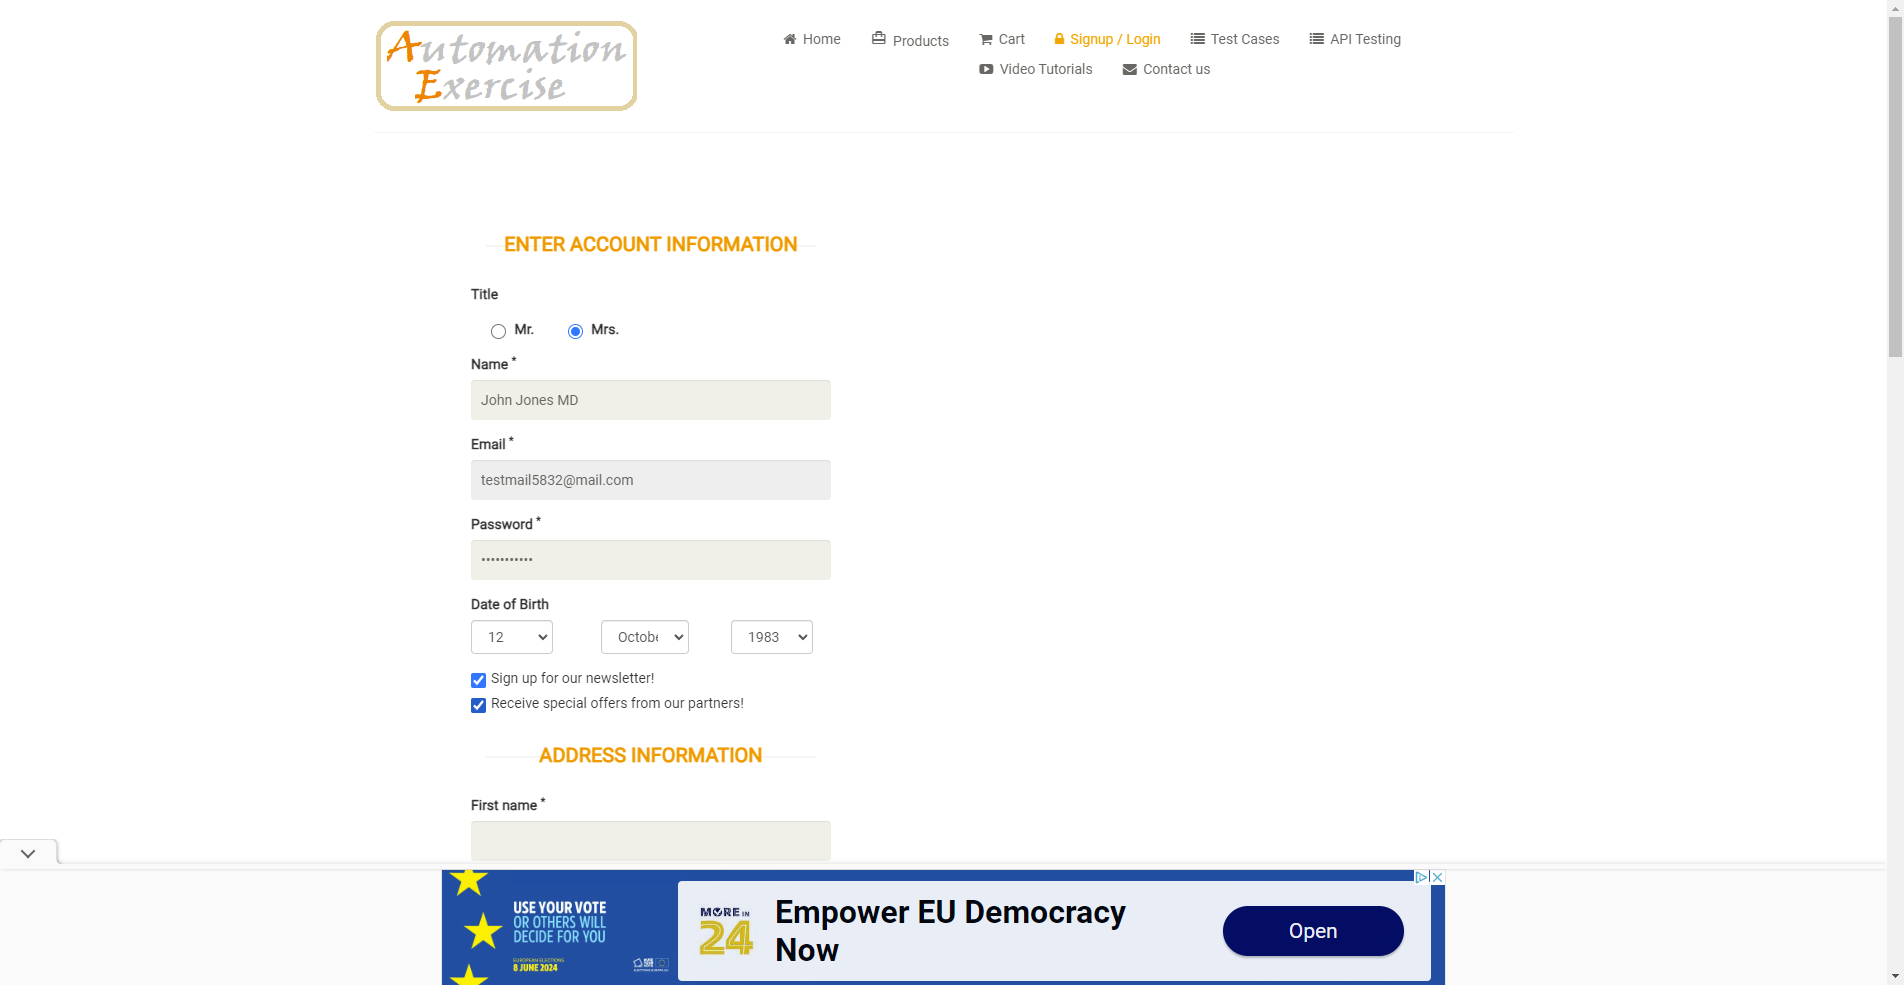 Automation
Exercise
Home
Products
Cart
Signup / Login
Test Cases
API Testing
Video Tutorials
Contact us
ENTER ACCOUNT INFORMATION
Title
Mr.
Mrs.
Name *
John Jones MD
Email *
testmail5832@mail.com
Password *
•••••••••••
Date of Birth
12
Octobe
1983
Sign up for our newsletter!
Receive special offers from our partners!
ADDRESS INFORMATION
First name *
USE YOUR VOTE
OR OTHERS WILL
DECIDE FOR YOU
EUROPEAN ELECTIONS
8 JUNE 2024
MORE IN
24
Empower EU Democracy
Now
Open